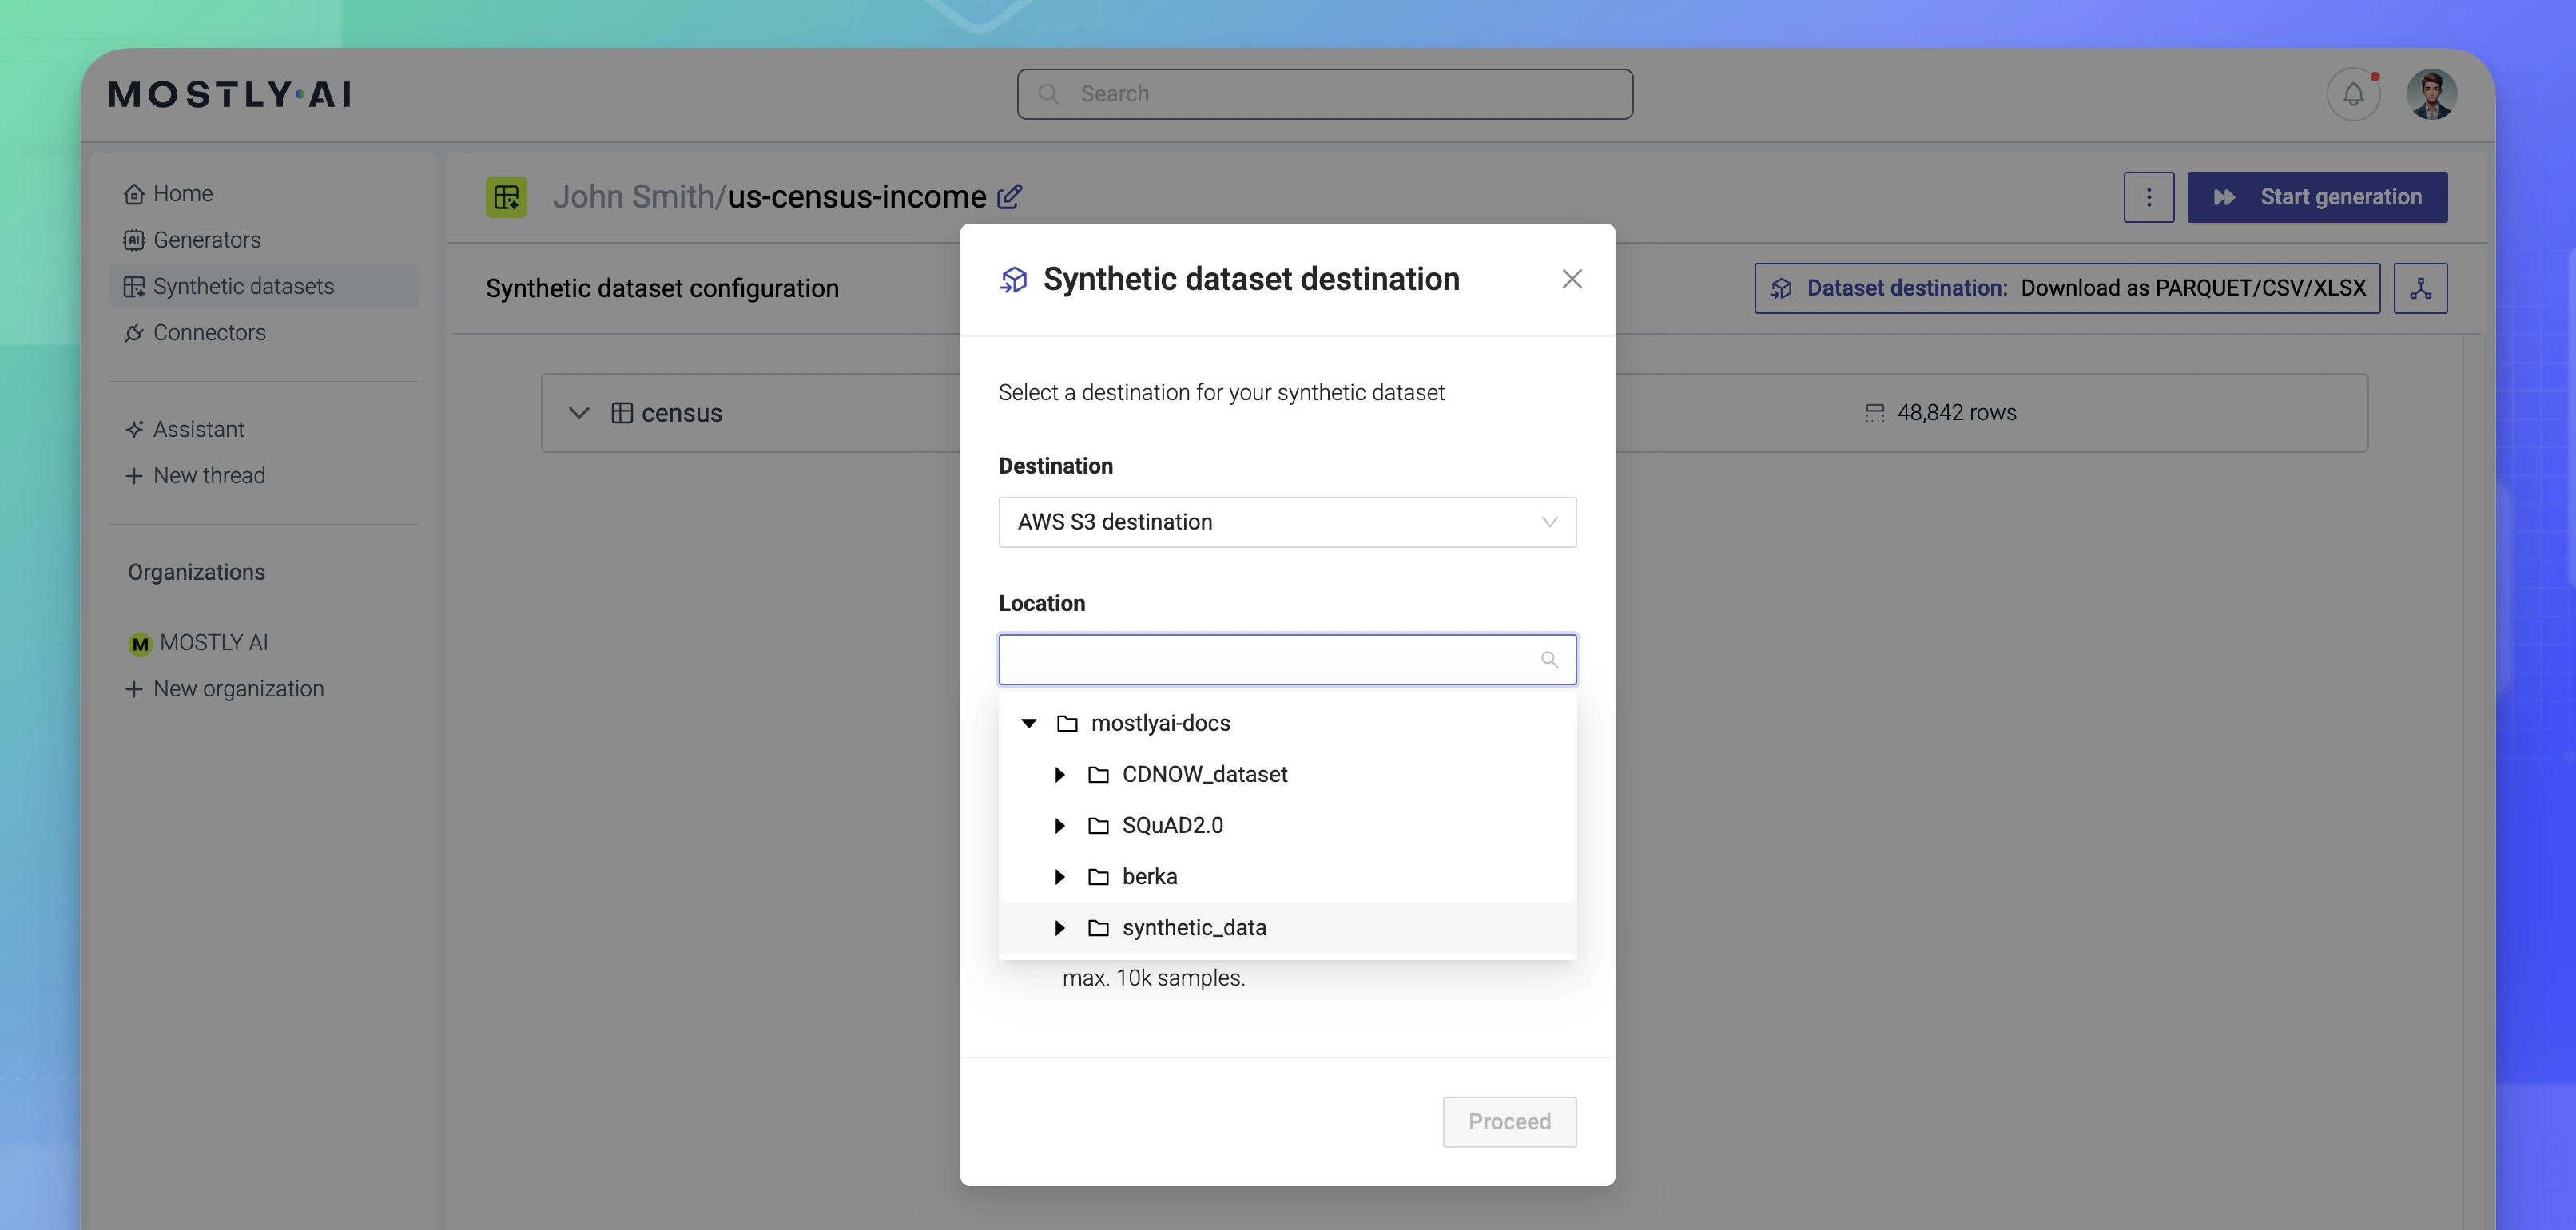 MOSTLY·AI
Search
Home
Generators
Synthetic datasets
Connectors
Assistant
New thread
Organizations
M MOSTLY AI
New organization
John Smith/us-census-income
Start generation
Synthetic dataset configuration
Dataset destination: Download as PARQUET/CSV/XLSX
census
48,842 rows
Synthetic dataset destination
Select a destination for your synthetic dataset
Destination
AWS S3 destination
Location
mostlyai-docs
CDNOW_dataset
SQuAD2.0
berka
synthetic_data
max. 10k samples.
Proceed